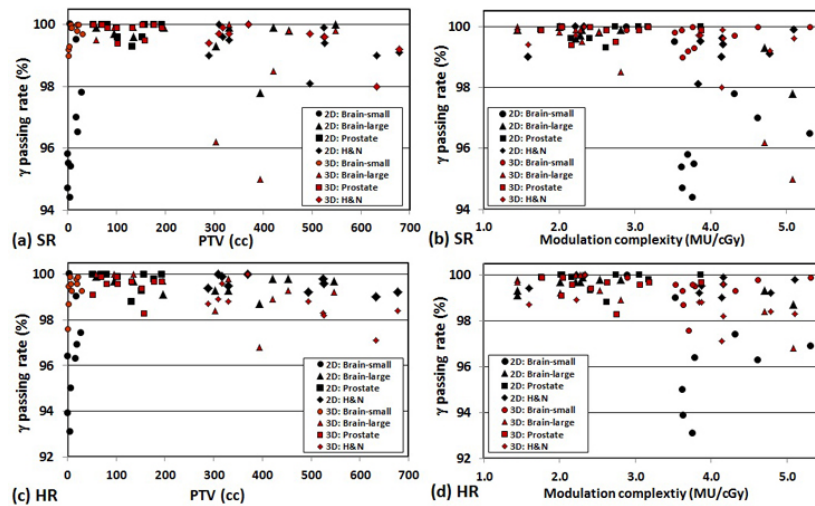 γ passing rate (%)
100
98
96
94
0
100
200
300
400
500
600
700
PTV (cc)
(a) SR
2D: Brain-small
2D: Brain-large
2D: Prostate
2D: H&N
3D: Brain-small
3D: Brain-large
3D: Prostate
3D: H&N
γ passing rate (%)
100
98
96
94
1.0
2.0
3.0
4.0
5.0
Modulation complexity (MU/cGy)
(b) SR
2D: Brain-small
2D: Brain-large
2D: Prostate
2D: H&N
3D: Brain-small
3D: Brain-large
3D: Prostate
3D: H&N
γ passing rate (%)
100
98
96
94
92
0
100
200
300
400
500
600
700
PTV (cc)
(c) HR
2D: Brain-small
2D: Brain-large
2D: Prostate
2D: H&N
3D: Brain-small
3D: Brain-large
3D: Prostate
3D: H&N
γ passing rate (%)
100
98
96
94
92
1.0
2.0
3.0
4.0
5.0
Modulation complextiy (MU/cGy)
(d) HR
2D: Brain-small
2D: Brain-large
2D: Prostate
2D: H&N
3D: Brain-small
3D: Brain-large
3D: Prostate
3D: H&N